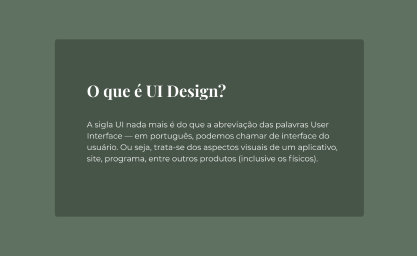 O que é UI Design?
A sigla UI nada mais é do que a abreviação das palavras User
Interface — em português, podemos chamar de interface do
usuário. Ou seja, trata-se dos aspectos visuais de um aplicativo,
site, programa, entre outros produtos (inclusive os físicos).